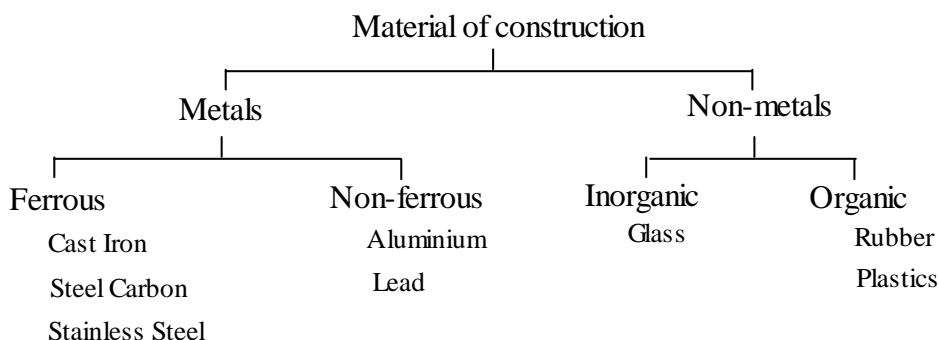 Material of construction
Metals
Non-metals
Ferrous
Cast Iron
Steel Carbon
Stainless Steel
Non-ferrous
Aluminium
Lead
Inorganic
Glass
Organic
Rubber
Plastics